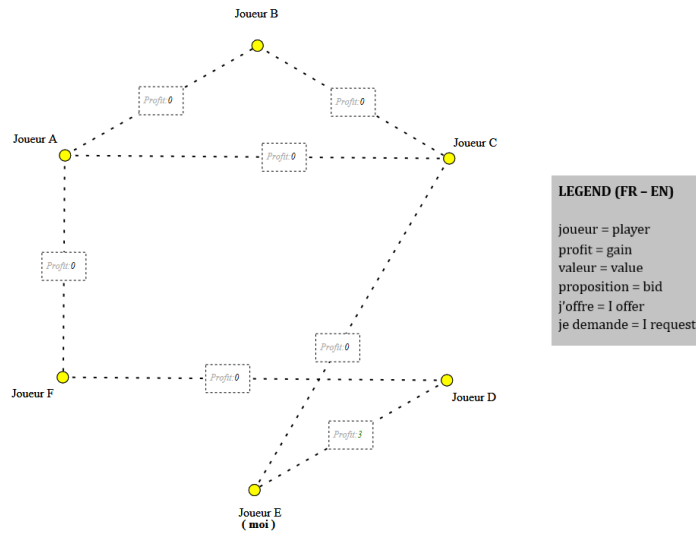 Joueur B
Profit:0
Profit:0
Joueur A
Joueur C
Profit:0
LEGEND (FR – EN)
joueur = player
profit = gain
valeur = value
proposition = bid
j'offre = I offer
je demande = I request
Profit:0
Profit:0
Profit:0
Joueur F
Joueur D
Profit:3
Joueur E
( moi )